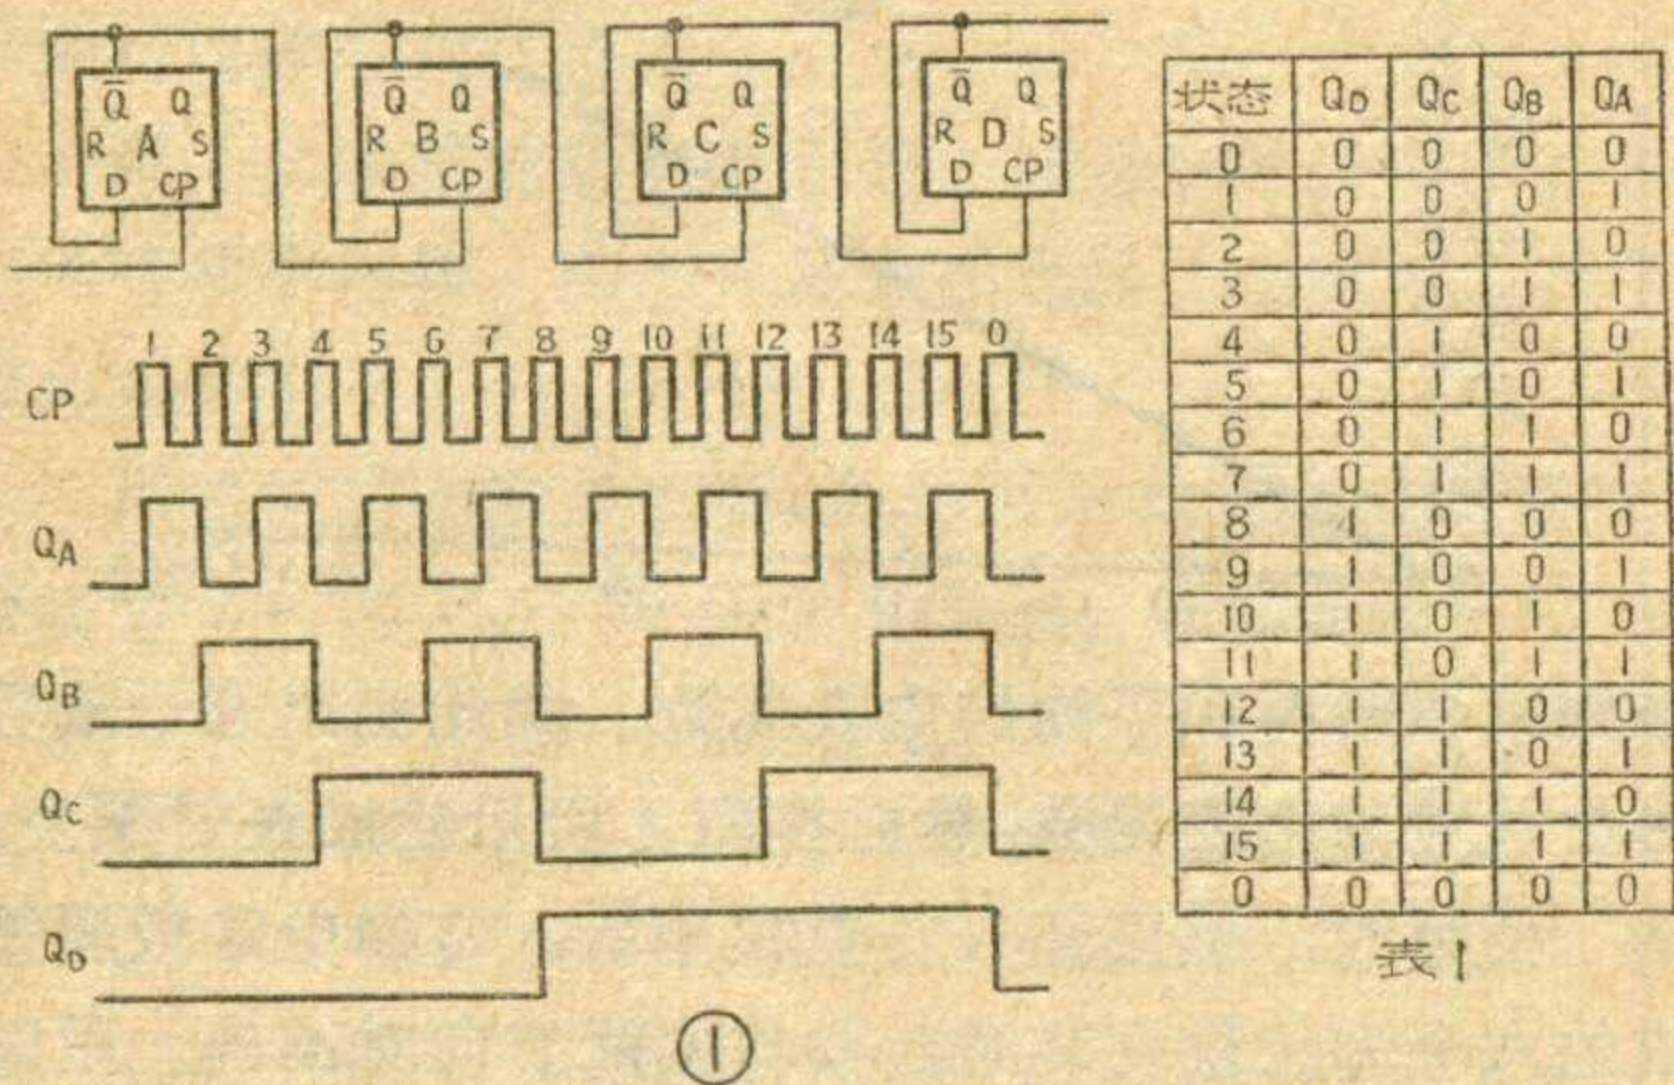 Q̄ Q
R A S
D CP
Q̄ Q
R B S
D CP
Q̄ Q
R C S
D CP
Q̄ Q
R D S
D CP
1 2 3 4 5 6 7 8 9 10 11 12 13 14 15 0
CP
QA
QB
QC
QD
①
状态 QD QC QB QA
0 0 0 0 0
1 0 0 0 1
2 0 0 1 0
3 0 0 1 1
4 0 1 0 0
5 0 1 0 1
6 0 1 1 0
7 0 1 1 1
8 1 0 0 0
9 1 0 0 1
10 1 0 1 0
11 1 0 1 1
12 1 1 0 0
13 1 1 0 1
14 1 1 1 0
15 1 1 1 1
0 0 0 0 0
表1